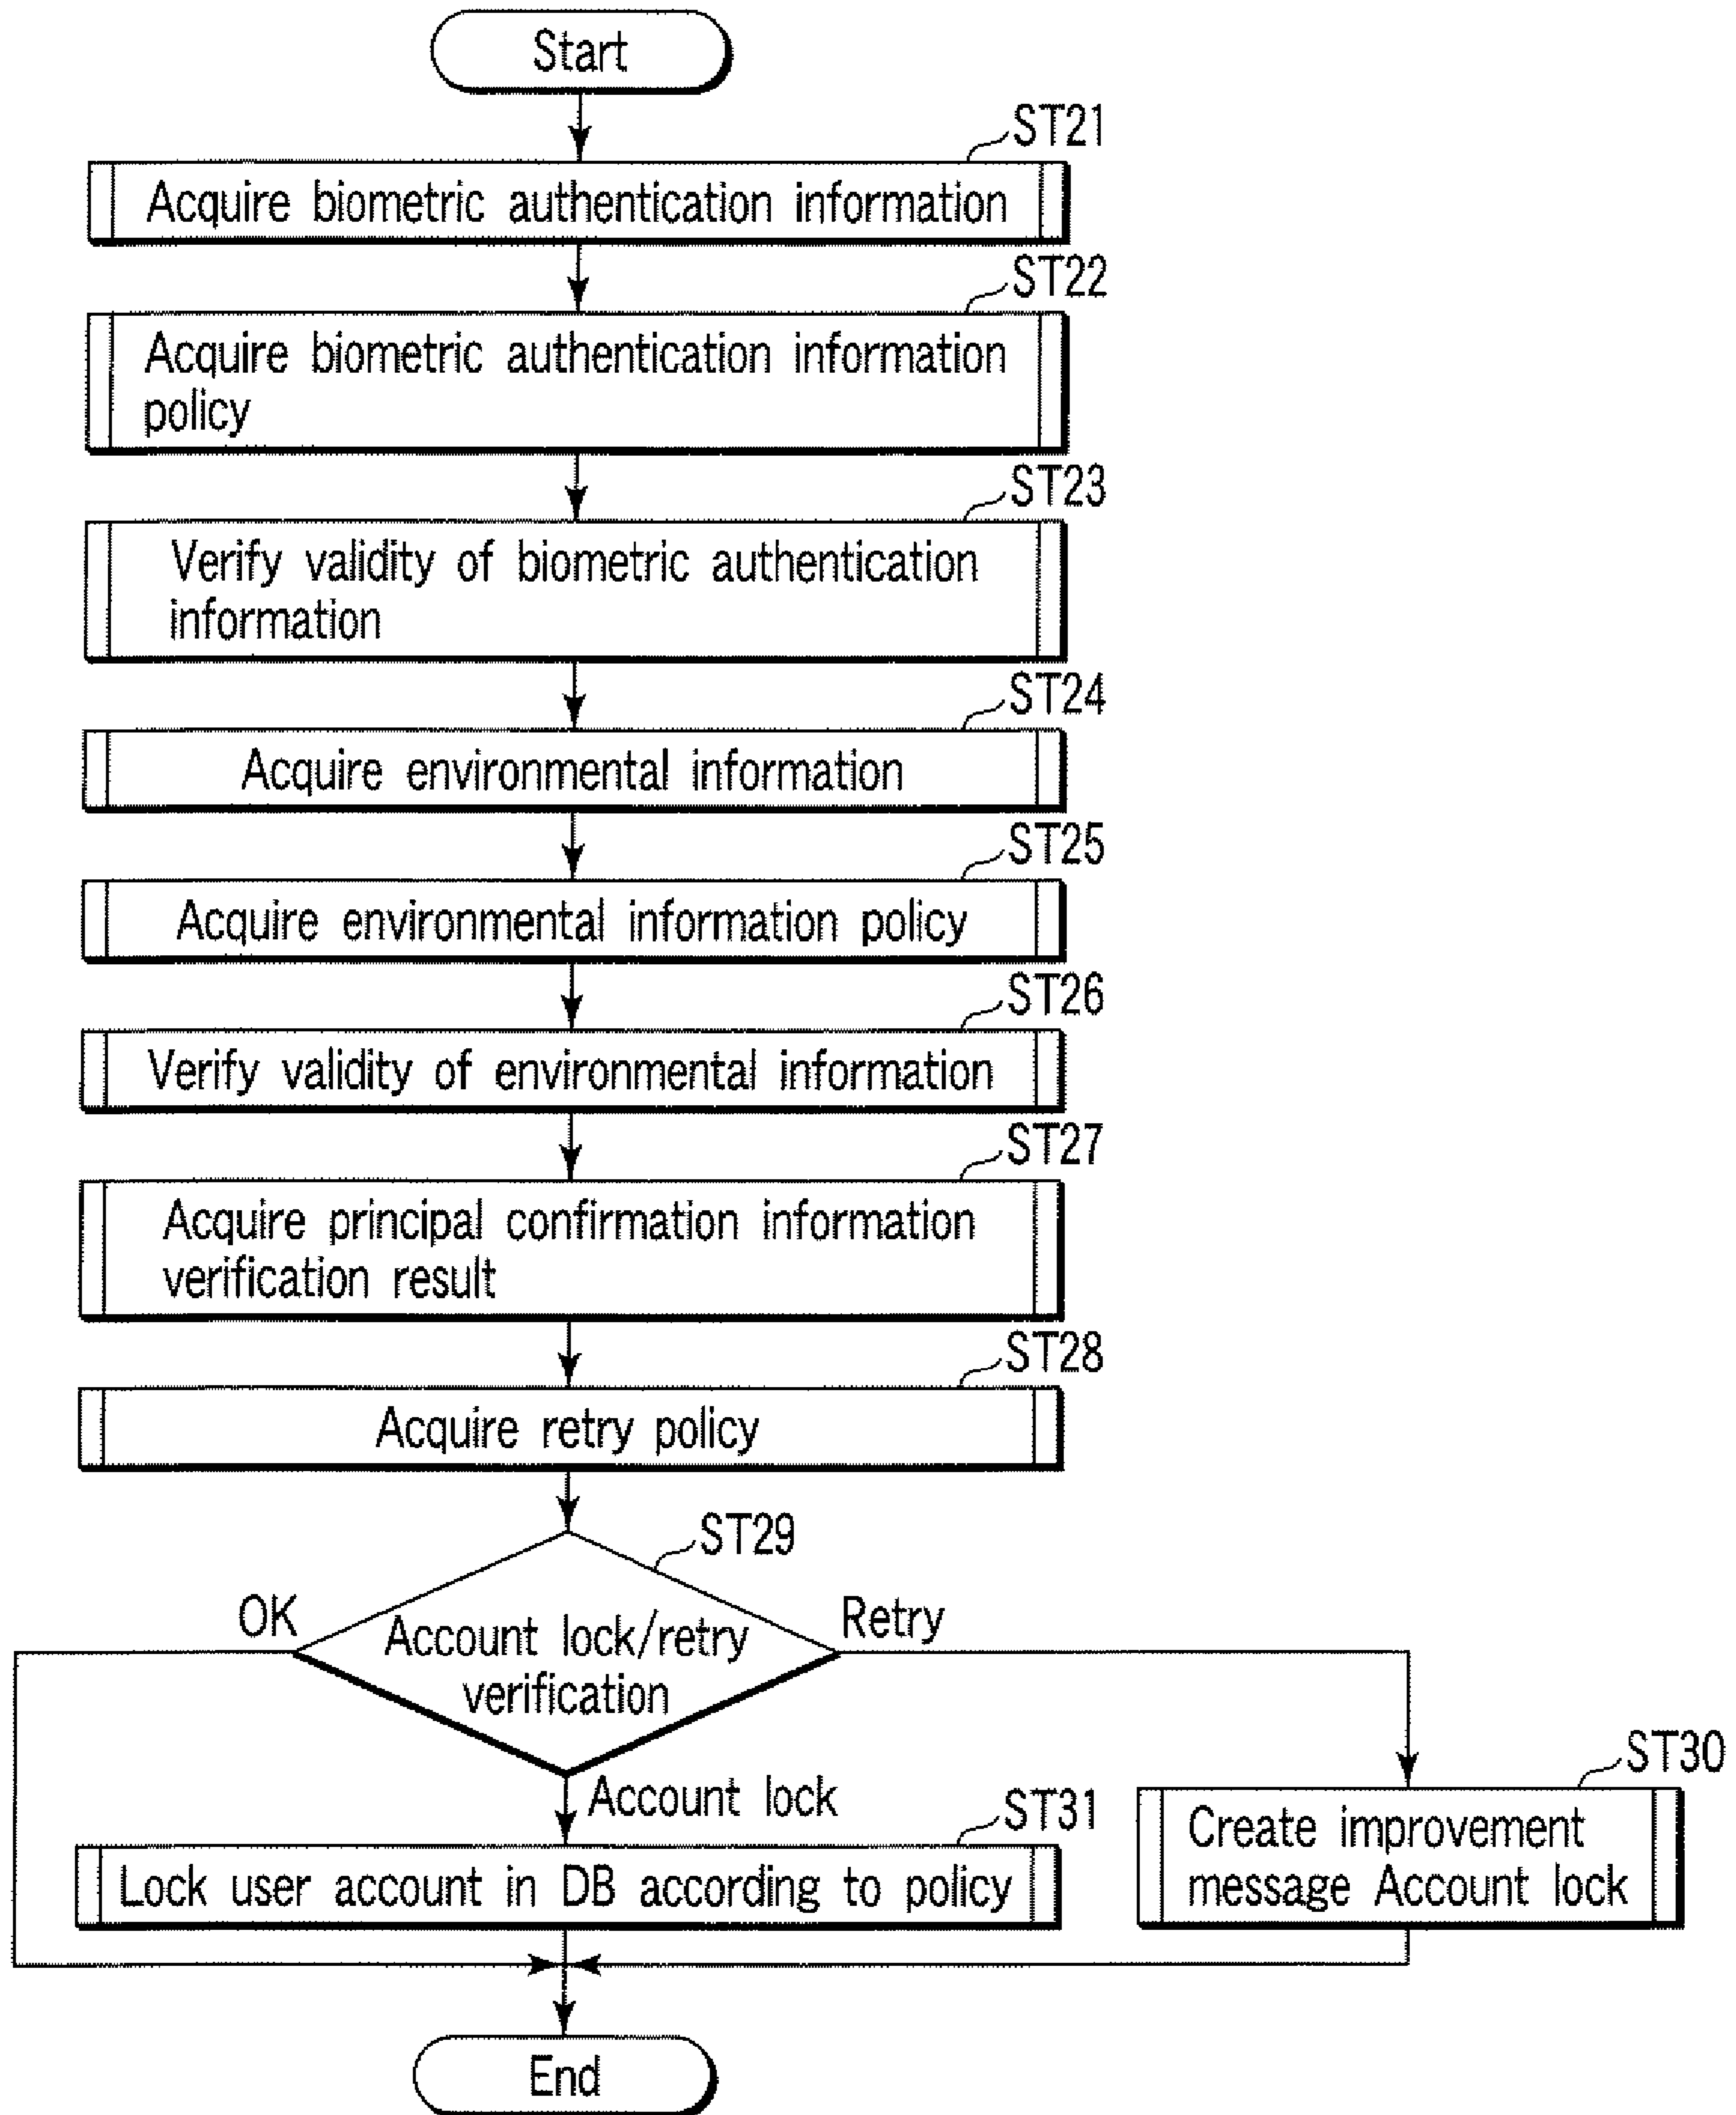 Start
ST21
Acquire biometric authentication information
ST22
Acquire biometric authentication information
policy
ST23
Verify validity of biometric authentication
information
ST24
Acquire environmental information
ST25
Acquire environmental information policy
ST26
Verify validity of environmental information
ST27
Acquire principal confirmation information
verification result
ST28
Acquire retry policy
ST29
OK
Account lock/retry
verification
Retry
Account lock
ST30
Create improvement
message Account lock
ST31
Lock user account in DB according to policy
End